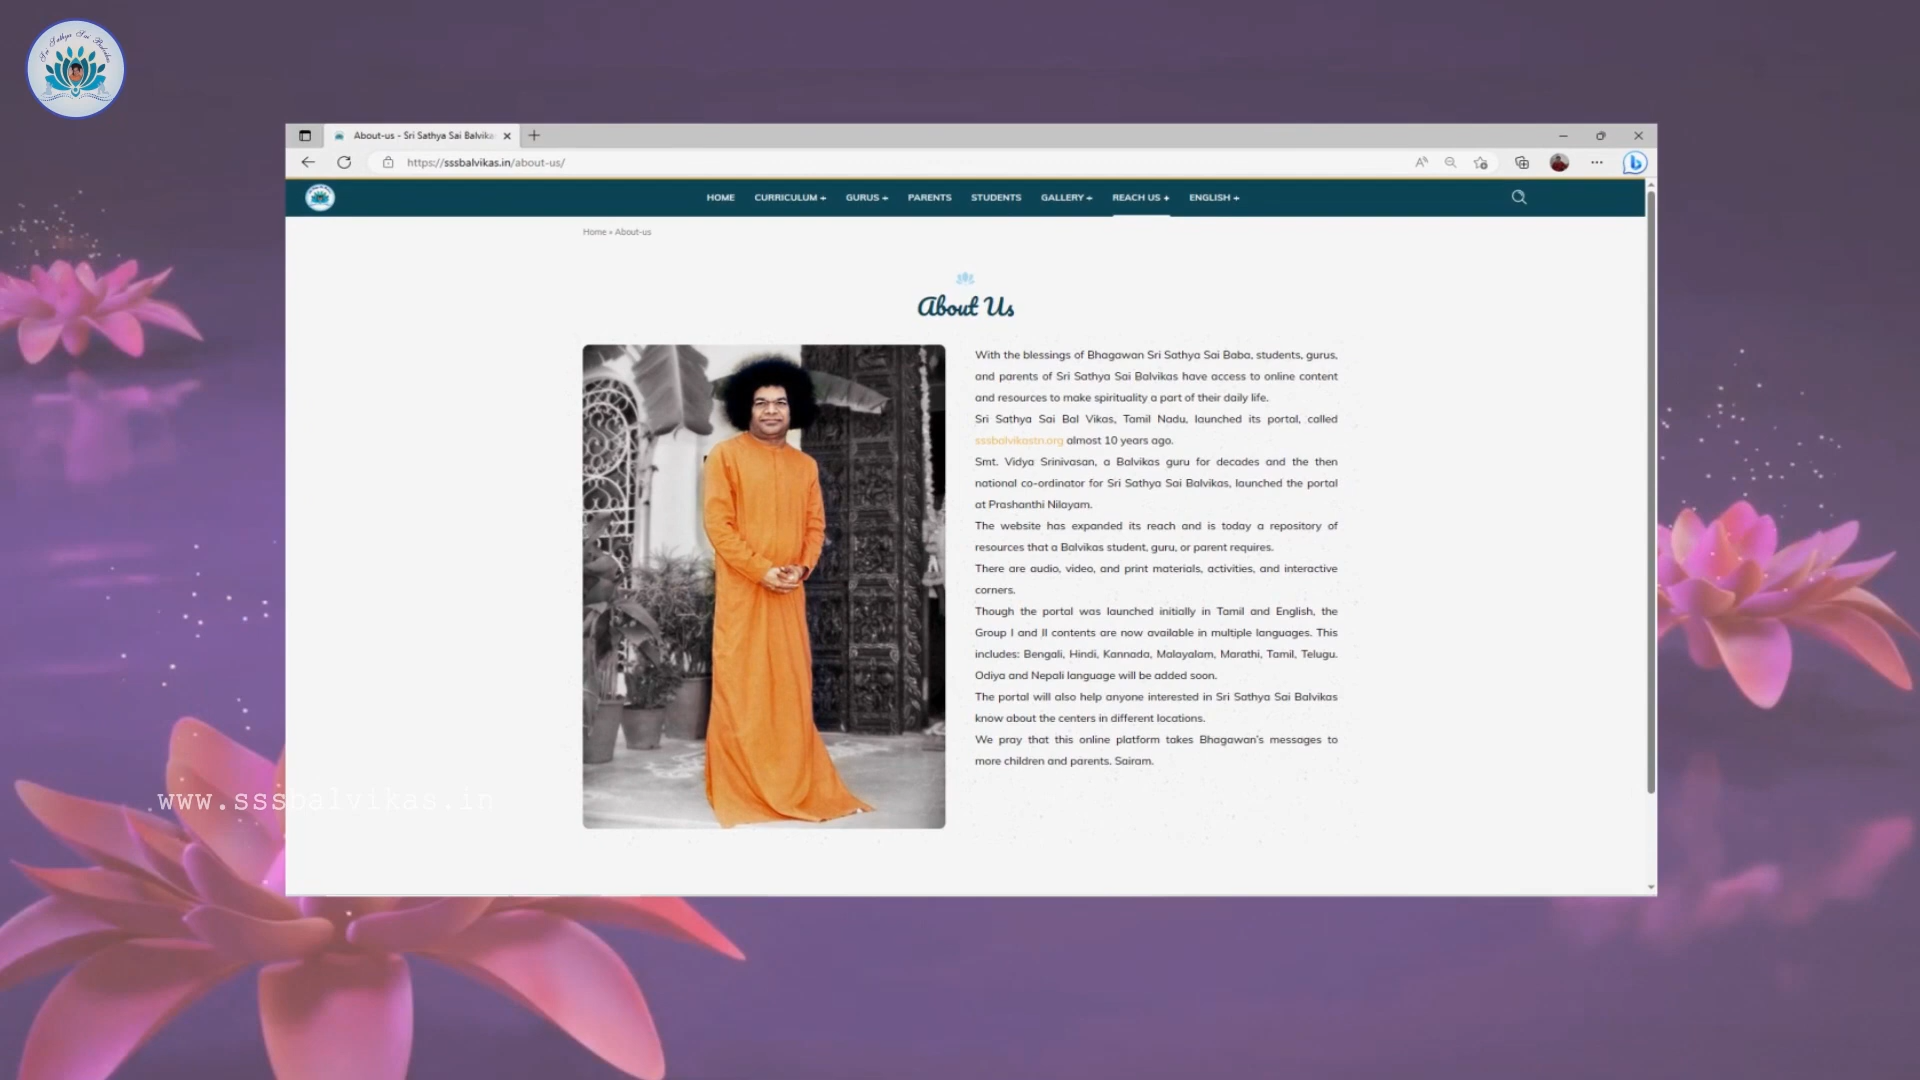 Sri Sathya Sai Balvikas
About-us - Sri Sathya Sai Balvika
https://sssbalvikas.in/about-us/
HOME CURRICULUM + GURUS + PARENTS STUDENTS GALLERY + REACH US + ENGLISH +
Home » About-us
About Us
With the blessings of Bhagawan Sri Sathya Sai Baba, students, gurus,
and parents of Sri Sathya Sai Balvikas have access to online content
and resources to make spirituality a part of their daily life.
Sri Sathya Sai Bal Vikas, Tamil Nadu, launched its portal, called
sssbalvikastn.org almost 10 years ago.
Smt. Vidya Srinivasan, a Balvikas guru for decades and the then
national co-ordinator for Sri Sathya Sai Balvikas, launched the portal
at Prashanthi Nilayam.
The website has expanded its reach and is today a repository of
resources that a Balvikas student, guru, or parent requires.
There are audio, video, and print materials, activities, and interactive
corners.
Though the portal was launched initially in Tamil and English, the
Group I and II contents are now available in multiple languages. This
includes: Bengali, Hindi, Kannada, Malayalam, Marathi, Tamil, Telugu.
Odiya and Nepali language will be added soon.
The portal will also help anyone interested in Sri Sathya Sai Balvikas
know about the centers in different locations.
We pray that this online platform takes Bhagawan's messages to
more children and parents. Sairam.
www.sssbalvikas.in